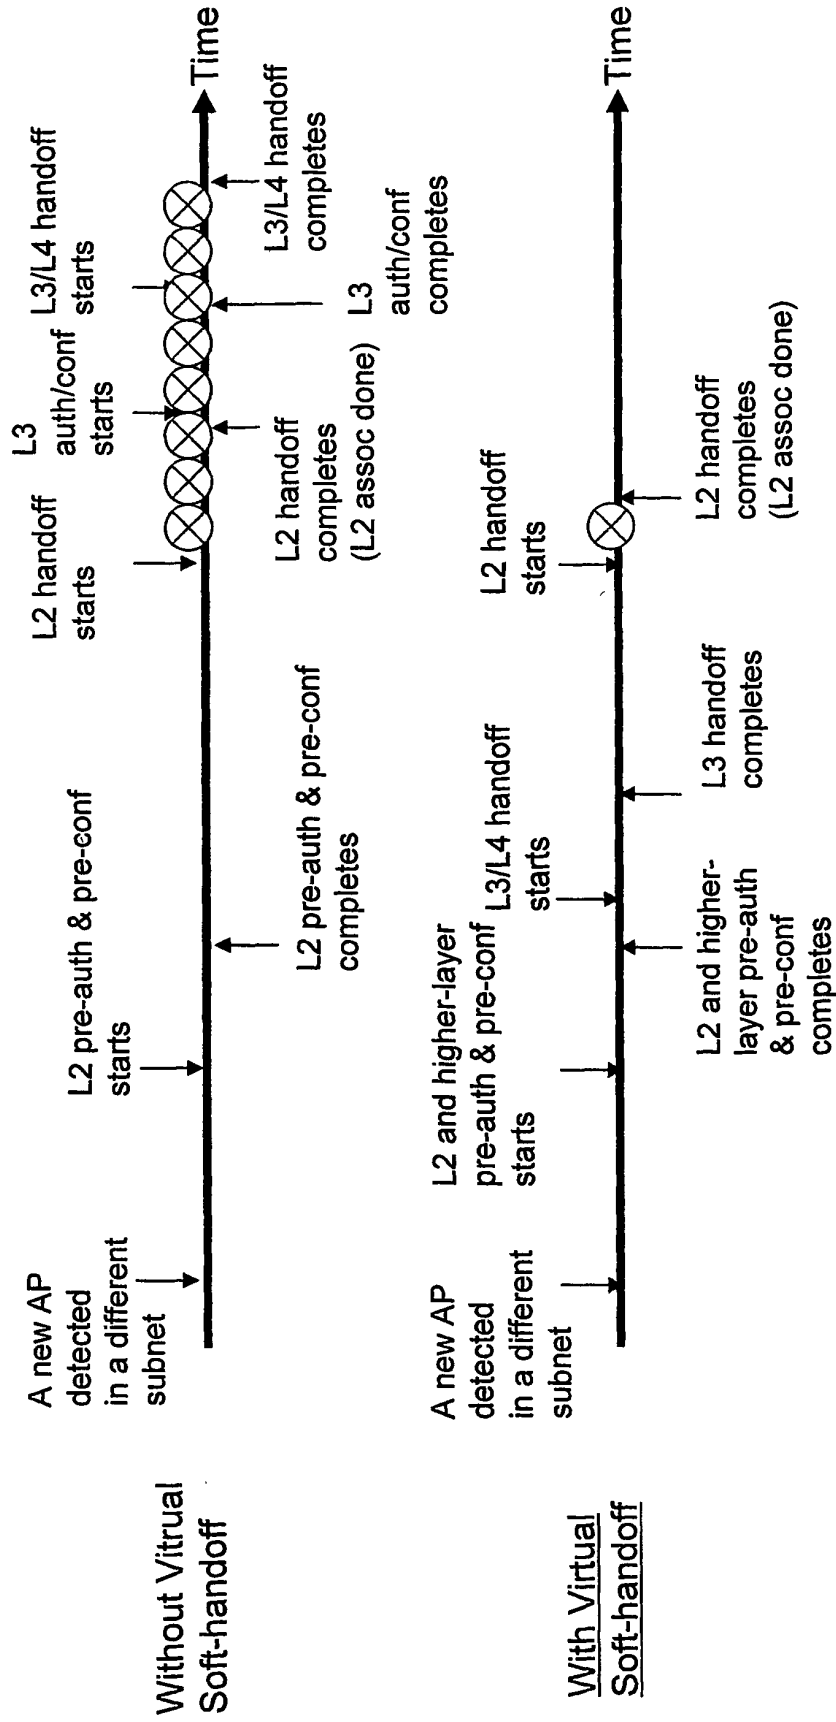 Without Vitrual
Soft-handoff
A new AP
detected
in a different
subnet
L2 pre-auth & pre-conf
starts
L2 pre-auth & pre-conf
completes
L2 handoff
starts
L2 handoff
completes
(L2 assoc done)
L3
auth/conf
starts
L3
auth/conf
completes
L3/L4 handoff
starts
L3/L4 handoff
completes
Time
With Virtual
Soft-handoff
A new AP
detected
in a different
subnet
L2 and higher-layer
pre-auth & pre-conf
starts
L2 and higher-
layer pre-auth
& pre-conf
completes
L3/L4 handoff
starts
L3 handoff
completes
L2 handoff
starts
L2 handoff
completes
(L2 assoc done)
Time